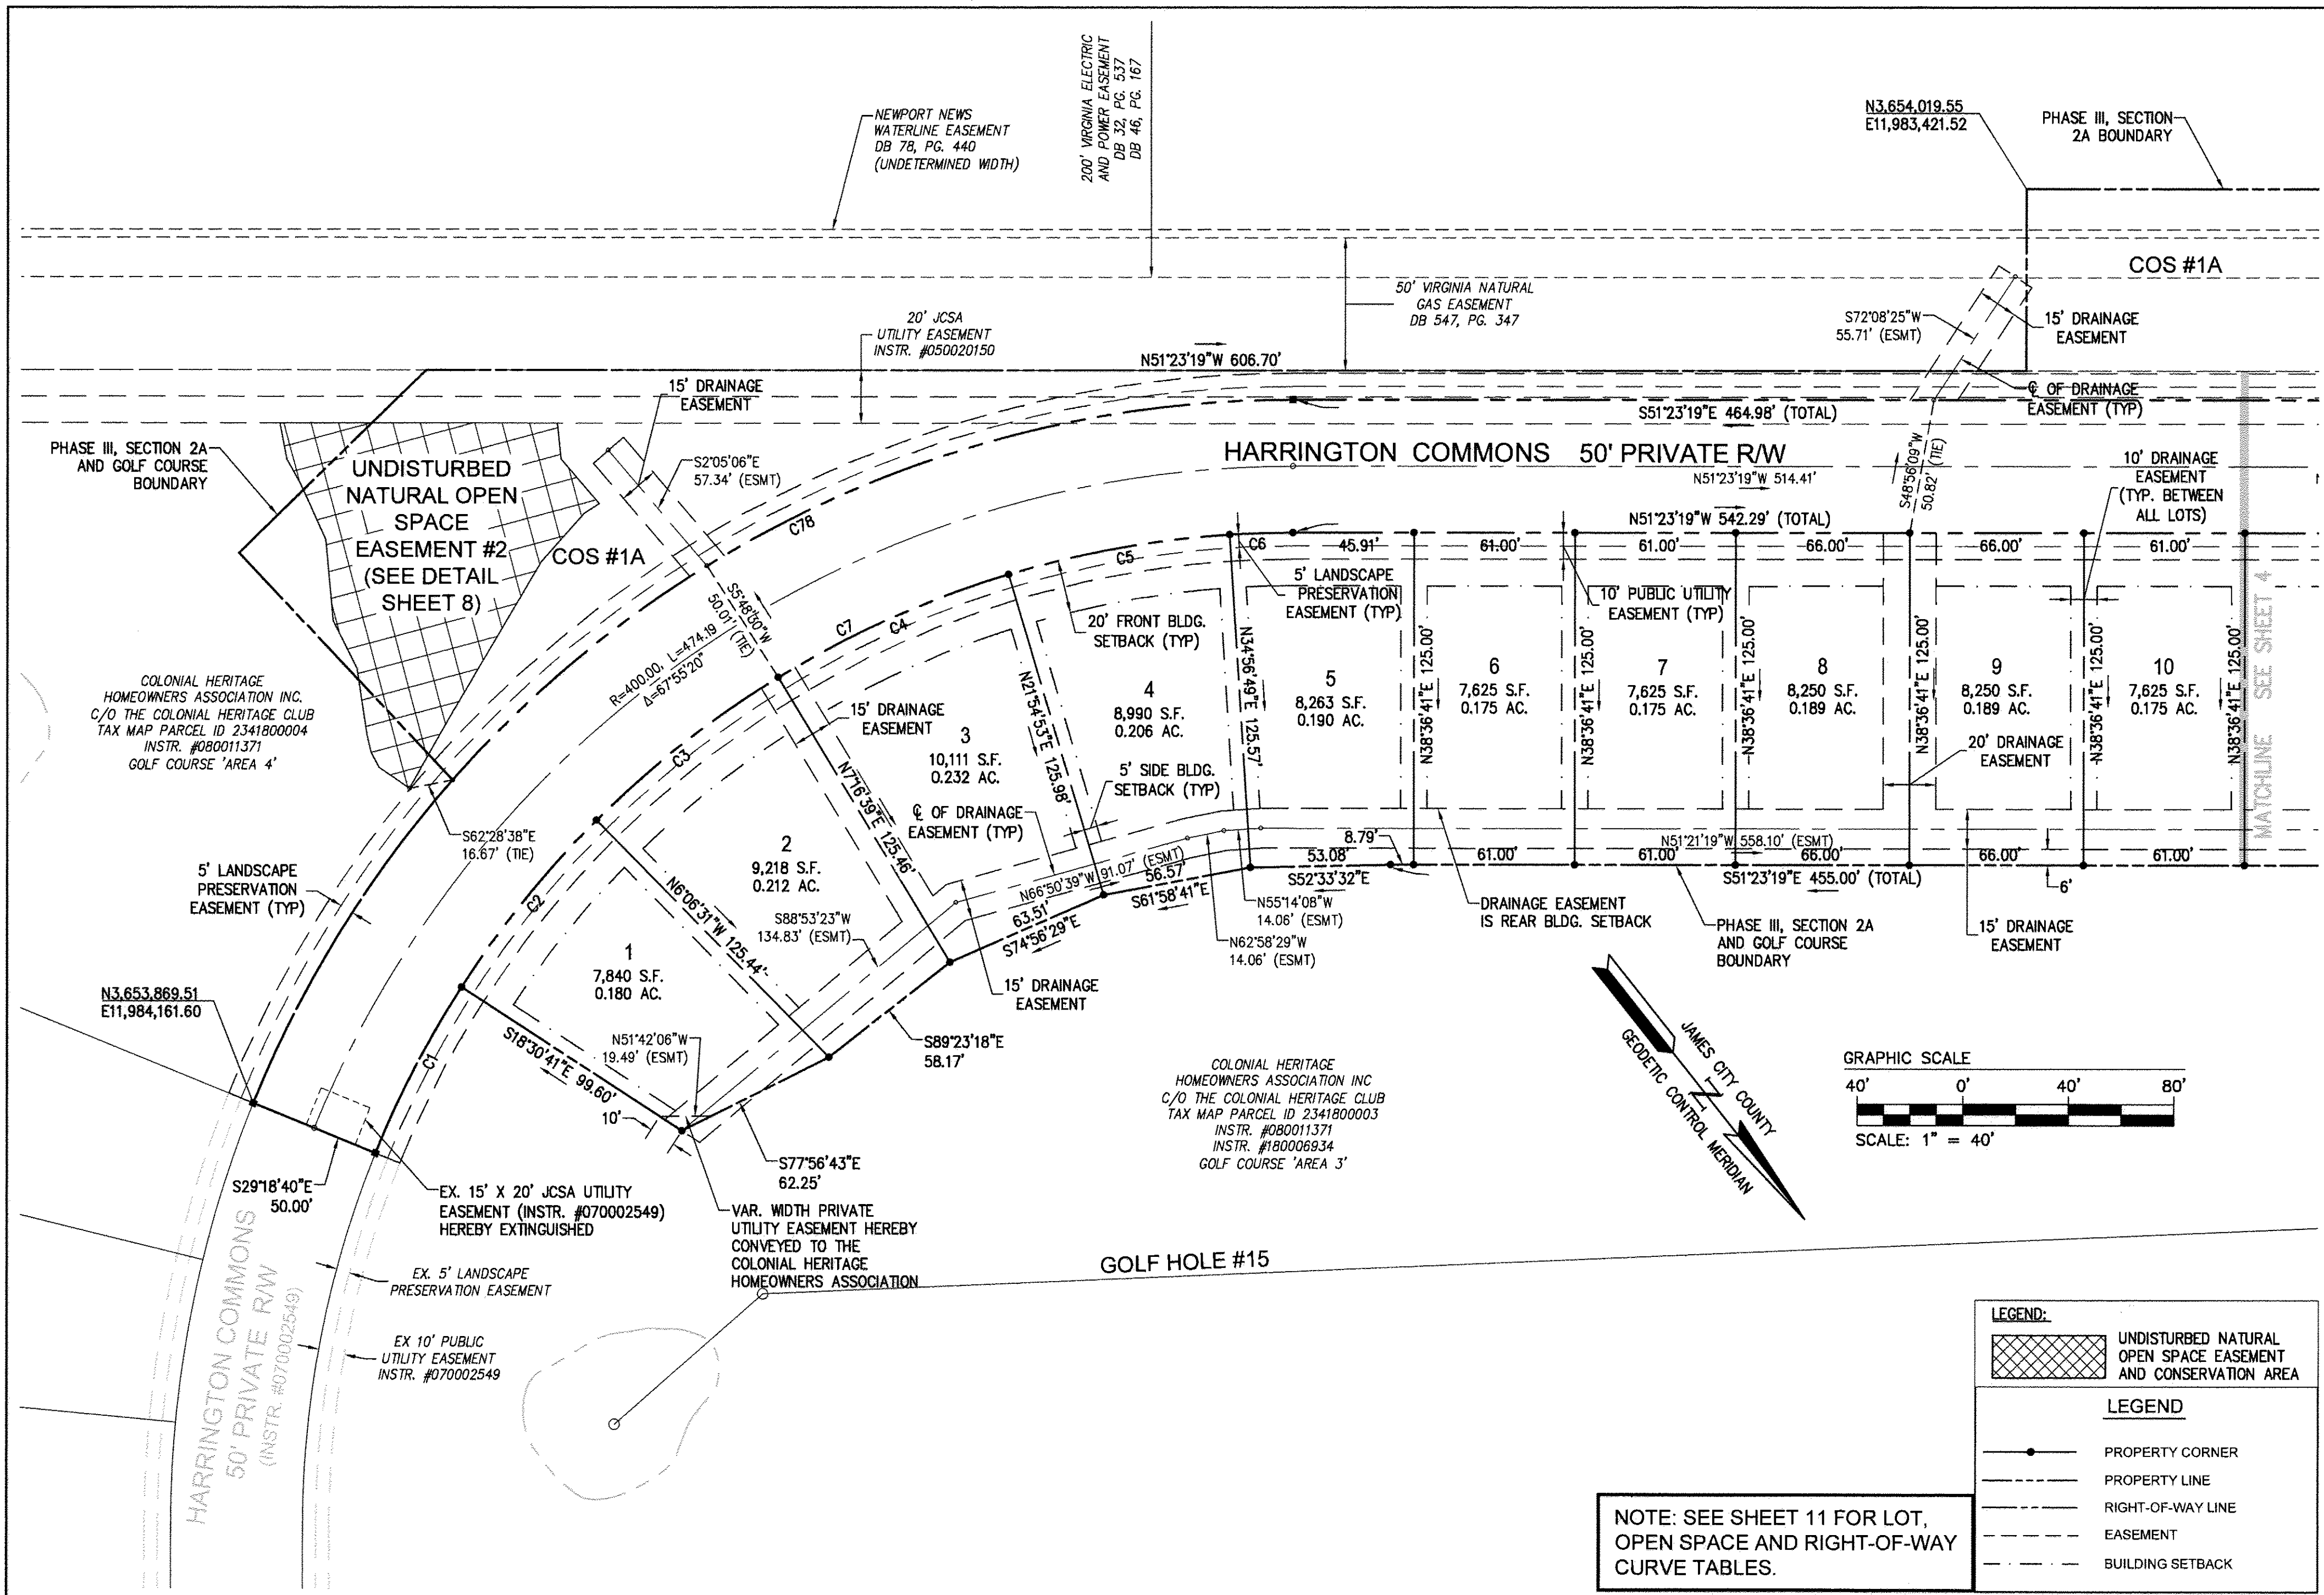 200' VIRGINIA ELECTRIC
AND POWER EASEMENT
DB 32, PG. 537
DB 46, PG. 167
NEWPORT NEWS
WATERLINE EASEMENT
DB 78, PG. 440
(UNDETERMINED WIDTH)
N3,654,019.55
E11,983,421.52
PHASE III, SECTION
2A BOUNDARY
COS #1A
50' VIRGINIA NATURAL
GAS EASEMENT
DB 547, PG. 347
S72°08'25"W
55.71' (ESMT)
15' DRAINAGE
EASEMENT
20' JCSA
UTILITY EASEMENT
INSTR. #050020150
N51°23'19"W 606.70'
15' DRAINAGE
EASEMENT
℄ OF DRAINAGE
EASEMENT (TYP)
S51°23'19"E 464.98' (TOTAL)
PHASE III, SECTION 2A
AND GOLF COURSE
BOUNDARY
UNDISTURBED
NATURAL OPEN
SPACE
EASEMENT #2
(SEE DETAIL
SHEET 8)
COS #1A
S2°05'06"E
57.34' (ESMT)
HARRINGTON COMMONS 50' PRIVATE R/W
N51°23'19"W 514.41'
S48°56'09"W
50.82' (TIE)
10' DRAINAGE
EASEMENT
(TYP. BETWEEN
ALL LOTS)
C78
N51°23'19"W 542.29' (TOTAL)
C5
C6
45.91'
61.00'
61.00'
66.00'
66.00'
61.00'
5' LANDSCAPE
PRESERVATION
EASEMENT (TYP)
10' PUBLIC UTILITY
EASEMENT (TYP)
20' FRONT BLDG.
SETBACK (TYP)
S5°48'30"W
50.01' (TIE)
C7
C4
R=400.00, L=474.19
Δ=67°55'20"
C3
COLONIAL HERITAGE
HOMEOWNERS ASSOCIATION INC.
C/O THE COLONIAL HERITAGE CLUB
TAX MAP PARCEL ID 2341800004
INSTR. #080011371
GOLF COURSE 'AREA 4'
15' DRAINAGE
EASEMENT
3
10,111 S.F.
0.232 AC.
N21°54'53"E 125.98'
4
8,990 S.F.
0.206 AC.
N34°56'49"E 125.57'
5
8,263 S.F.
0.190 AC.
N38°36'41"E 125.00'
6
7,625 S.F.
0.175 AC.
N38°36'41"E 125.00'
7
7,625 S.F.
0.175 AC.
N38°36'41"E 125.00'
8
8,250 S.F.
0.189 AC.
N38°36'41"E 125.00'
9
8,250 S.F.
0.189 AC.
N38°36'41"E 125.00'
10
7,625 S.F.
0.175 AC.
N38°36'41"E 125.00'
MATCHLINE SEE SHEET 4
20' DRAINAGE
EASEMENT
5' SIDE BLDG.
SETBACK (TYP)
℄ OF DRAINAGE
EASEMENT (TYP)
N7°16'39"E 125.46'
S62°28'38"E
16.67' (TIE)
5' LANDSCAPE
PRESERVATION
EASEMENT (TYP)
2
9,218 S.F.
0.212 AC.
N6°06'31"W 125.44'
C2
S88°53'23"W
134.83' (ESMT)
N66°50'39"W 91.07' (ESMT)
63.51'
S74°56'29"E
56.57'
S61°58'41"E
8.79'
53.08'
S52°33'32"E
N51°21'19"W 558.10' (ESMT)
61.00'
61.00'
66.00'
66.00'
61.00'
S51°23'19"E 455.00' (TOTAL)
6'
N55°14'08"W
14.06' (ESMT)
N62°58'29"W
14.06' (ESMT)
DRAINAGE EASEMENT
IS REAR BLDG. SETBACK
PHASE III, SECTION 2A
AND GOLF COURSE
BOUNDARY
15' DRAINAGE
EASEMENT
15' DRAINAGE
EASEMENT
1
7,840 S.F.
0.180 AC.
N3,653,869.51
E11,984,161.60
S18°30'41"E 99.60'
N51°42'06"W
19.49' (ESMT)
S89°23'18"E
58.17'
C1
10'
S77°56'43"E
62.25'
S29°18'40"E
50.00'
EX. 15' X 20' JCSA UTILITY
EASEMENT (INSTR. #070002549)
HEREBY EXTINGUISHED
VAR. WIDTH PRIVATE
UTILITY EASEMENT HEREBY
CONVEYED TO THE
COLONIAL HERITAGE
HOMEOWNERS ASSOCIATION
COLONIAL HERITAGE
HOMEOWNERS ASSOCIATION INC
C/O THE COLONIAL HERITAGE CLUB
TAX MAP PARCEL ID 2341800003
INSTR. #080011371
INSTR. #180006934
GOLF COURSE 'AREA 3'
JAMES CITY COUNTY
N
GEODETIC CONTROL MERIDIAN
GRAPHIC SCALE
40' 0' 40' 80'
SCALE: 1" = 40'
GOLF HOLE #15
EX. 5' LANDSCAPE
PRESERVATION EASEMENT
EX 10' PUBLIC
UTILITY EASEMENT
INSTR. #070002549
HARRINGTON COMMONS
50' PRIVATE R/W
(INSTR. #070002549)
LEGEND:
UNDISTURBED NATURAL
OPEN SPACE EASEMENT
AND CONSERVATION AREA
LEGEND
PROPERTY CORNER
PROPERTY LINE
RIGHT-OF-WAY LINE
EASEMENT
BUILDING SETBACK
NOTE: SEE SHEET 11 FOR LOT,
OPEN SPACE AND RIGHT-OF-WAY
CURVE TABLES.